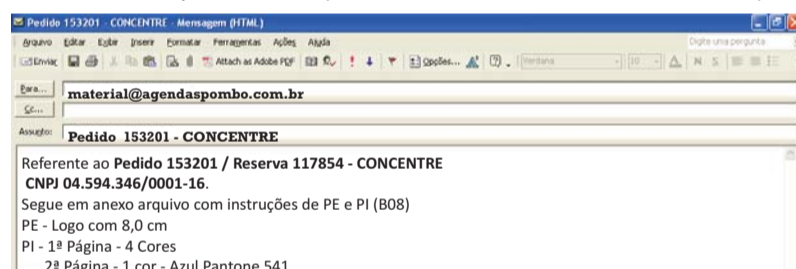 Pedido 153201 - CONCENTRE - Mensagem (HTML)
Arquivo Editar Exibir Inserir Formatar Ferramentas Ações Ajuda Digite uma pergunta
Enviar Attach as Adobe PDF Opções... Verdana 10 A N S
Para... material@agendaspombo.com.br
Cc...
Assunto: Pedido 153201 - CONCENTRE
Referente ao Pedido 153201 / Reserva 117854 - CONCENTRE
CNPJ 04.594.346/0001-16.
Segue em anexo arquivo com instruções de PE e PI (B08)
PE - Logo com 8,0 cm
PI - 1ª Página - 4 Cores
2ª Página - 1 cor - Azul Pantone 541